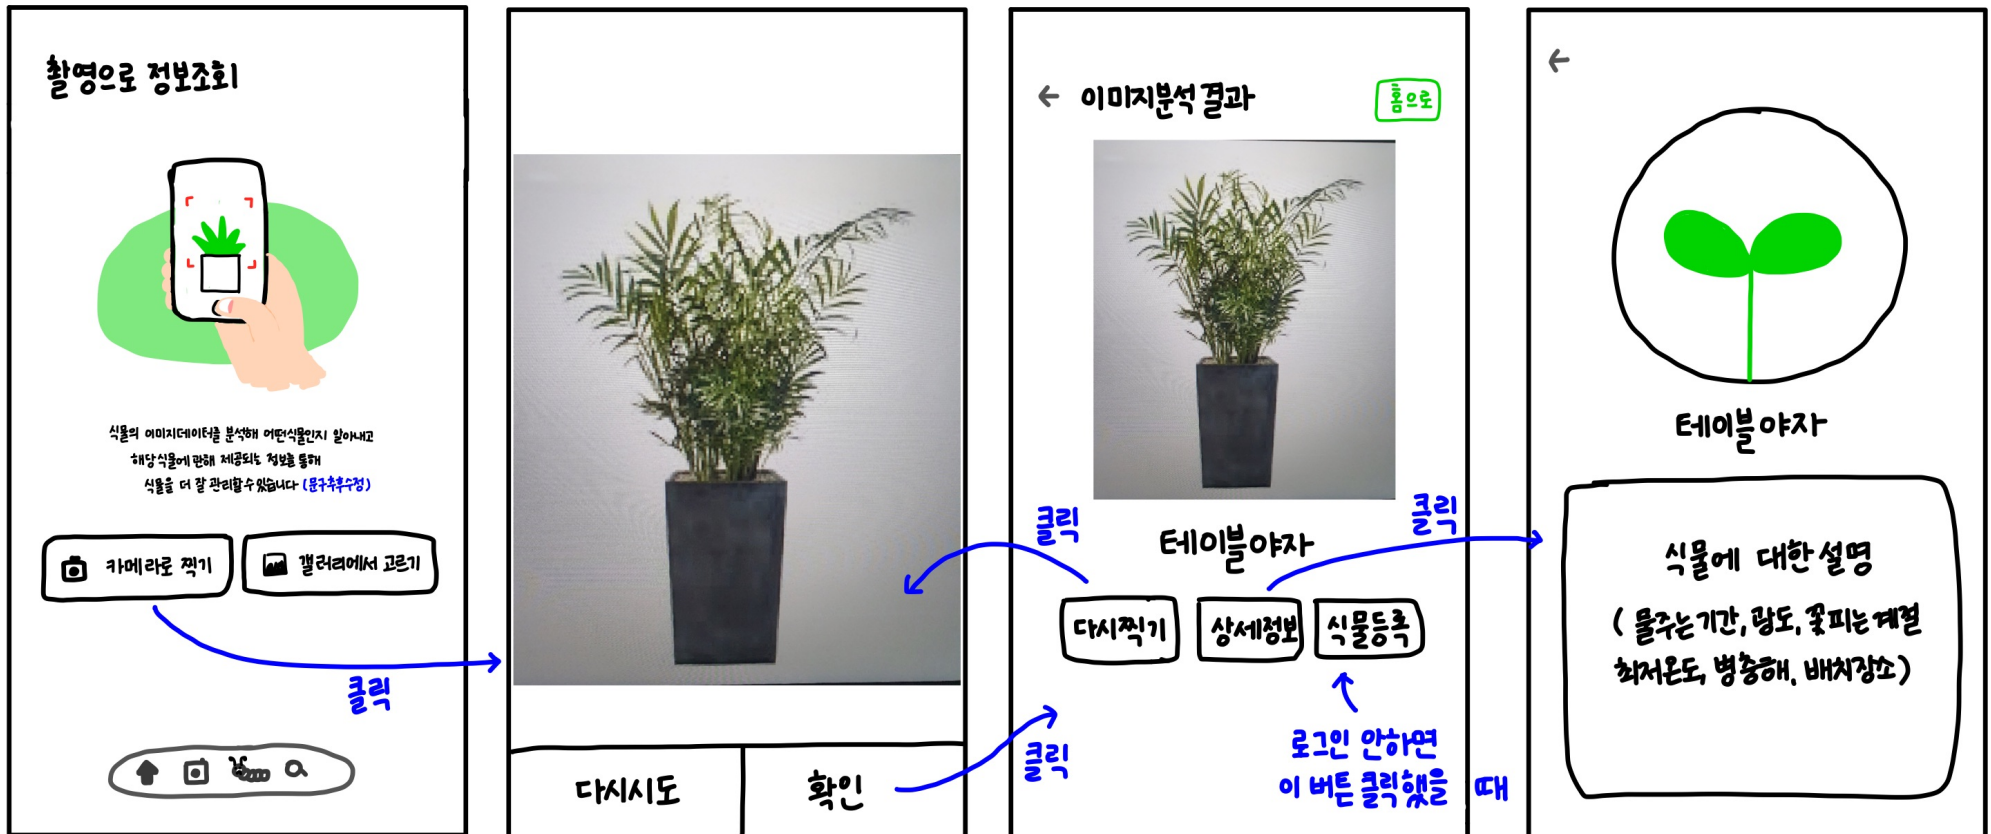 촬영으로 정보조회
식물의 이미지데이터를 분석해 어떤식물인지 알아내고
해당식물에 관해 제공되는 정보를 통해
식물을 더 잘 관리할수있습니다 (문구추후수정)
카메라로 찍기
갤러리에서 고르기
클릭
다시시도
확인
클릭
이미지분석결과
홈으로
테이블야자
클릭
클릭
다시찍기
상세정보
식물등록
로그인 안하면
이 버튼 클릭했을 때
테이블야자
식물에 대한설명
(물주는기간, 광도, 꽃피는계절
최저온도, 병충해, 배치장소)